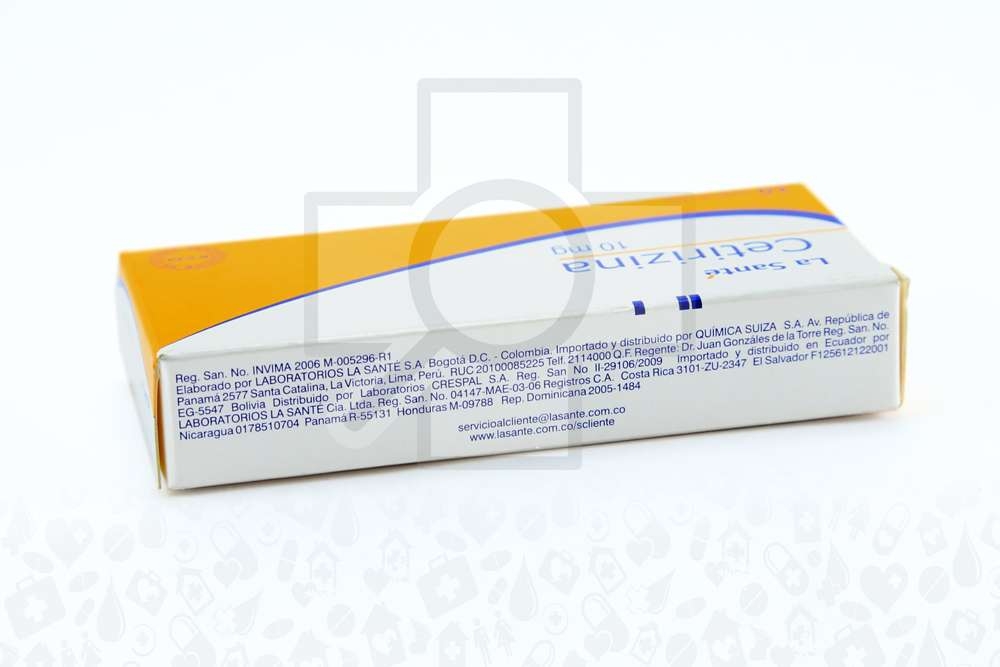 La Santé
Cetirizina
10 mg
Reg. San. No. INVIMA 2006 M-005296-R1
Elaborado por LABORATORIOS LA SANTÉ S.A. Bogotá D.C. - Colombia. Importado y distribuido por QUÍMICA SUIZA S.A. Av. República de
Panamá 2577 Santa Catalina, La Victoria, Lima, Perú. RUC 20100085225 Telf. 2114000 Q.F. Regente: Dr. Juan Gonzáles de la Torre Reg. San. No.
EG-5547 Bolivia Distribuido por Laboratorios CRESPAL S.A. Reg. San No II-29106/2009 Importado y distribuido en Ecuador por
LABORATORIOS LA SANTÉ Cia. Ltda. Reg. San. No. 04147-MAE-03-06 Registros C.A. Costa Rica 3101-ZU-2347 El Salvador F125612122001
Nicaragua 0178510704 Panamá R-55131 Honduras M-09788 Rep. Dominicana 2005-1484
servicioalcliente@lasante.com.co
www.lasante.com.co/scliente